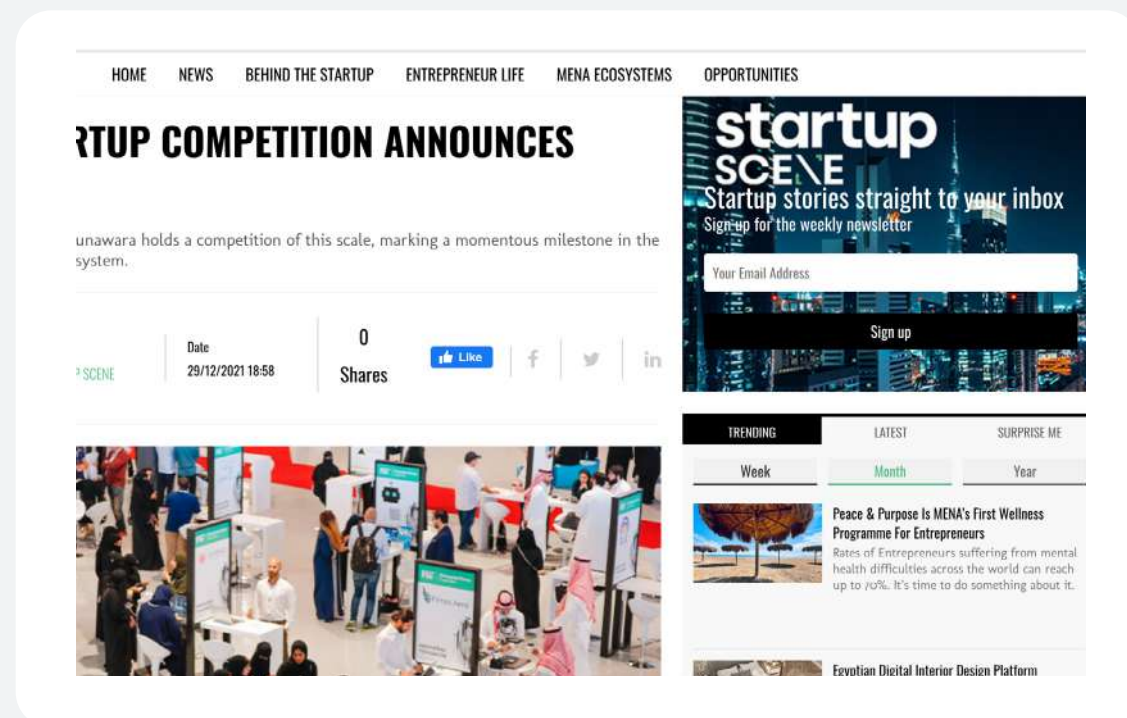 HOME NEWS BEHIND THE STARTUP ENTREPRENEUR LIFE MENA ECOSYSTEMS OPPORTUNITIES
RTUP COMPETITION ANNOUNCES
unawara holds a competition of this scale, marking a momentous milestone in the
system.
P SCENE
Date
29/12/2021 18:58
0
Shares
Like
startup
SCENE
Startup stories straight to your inbox
Sign up for the weekly newsletter
Your Email Address
Sign up
TRENDING LATEST SURPRISE ME
Week Month Year
Peace & Purpose Is MENA's First Wellness
Programme For Entrepreneurs
Rates of Entrepreneurs suffering from mental
health difficulties across the world can reach
up to 70%. It's time to do something about it.
Egyptian Digital Interior Design Platform